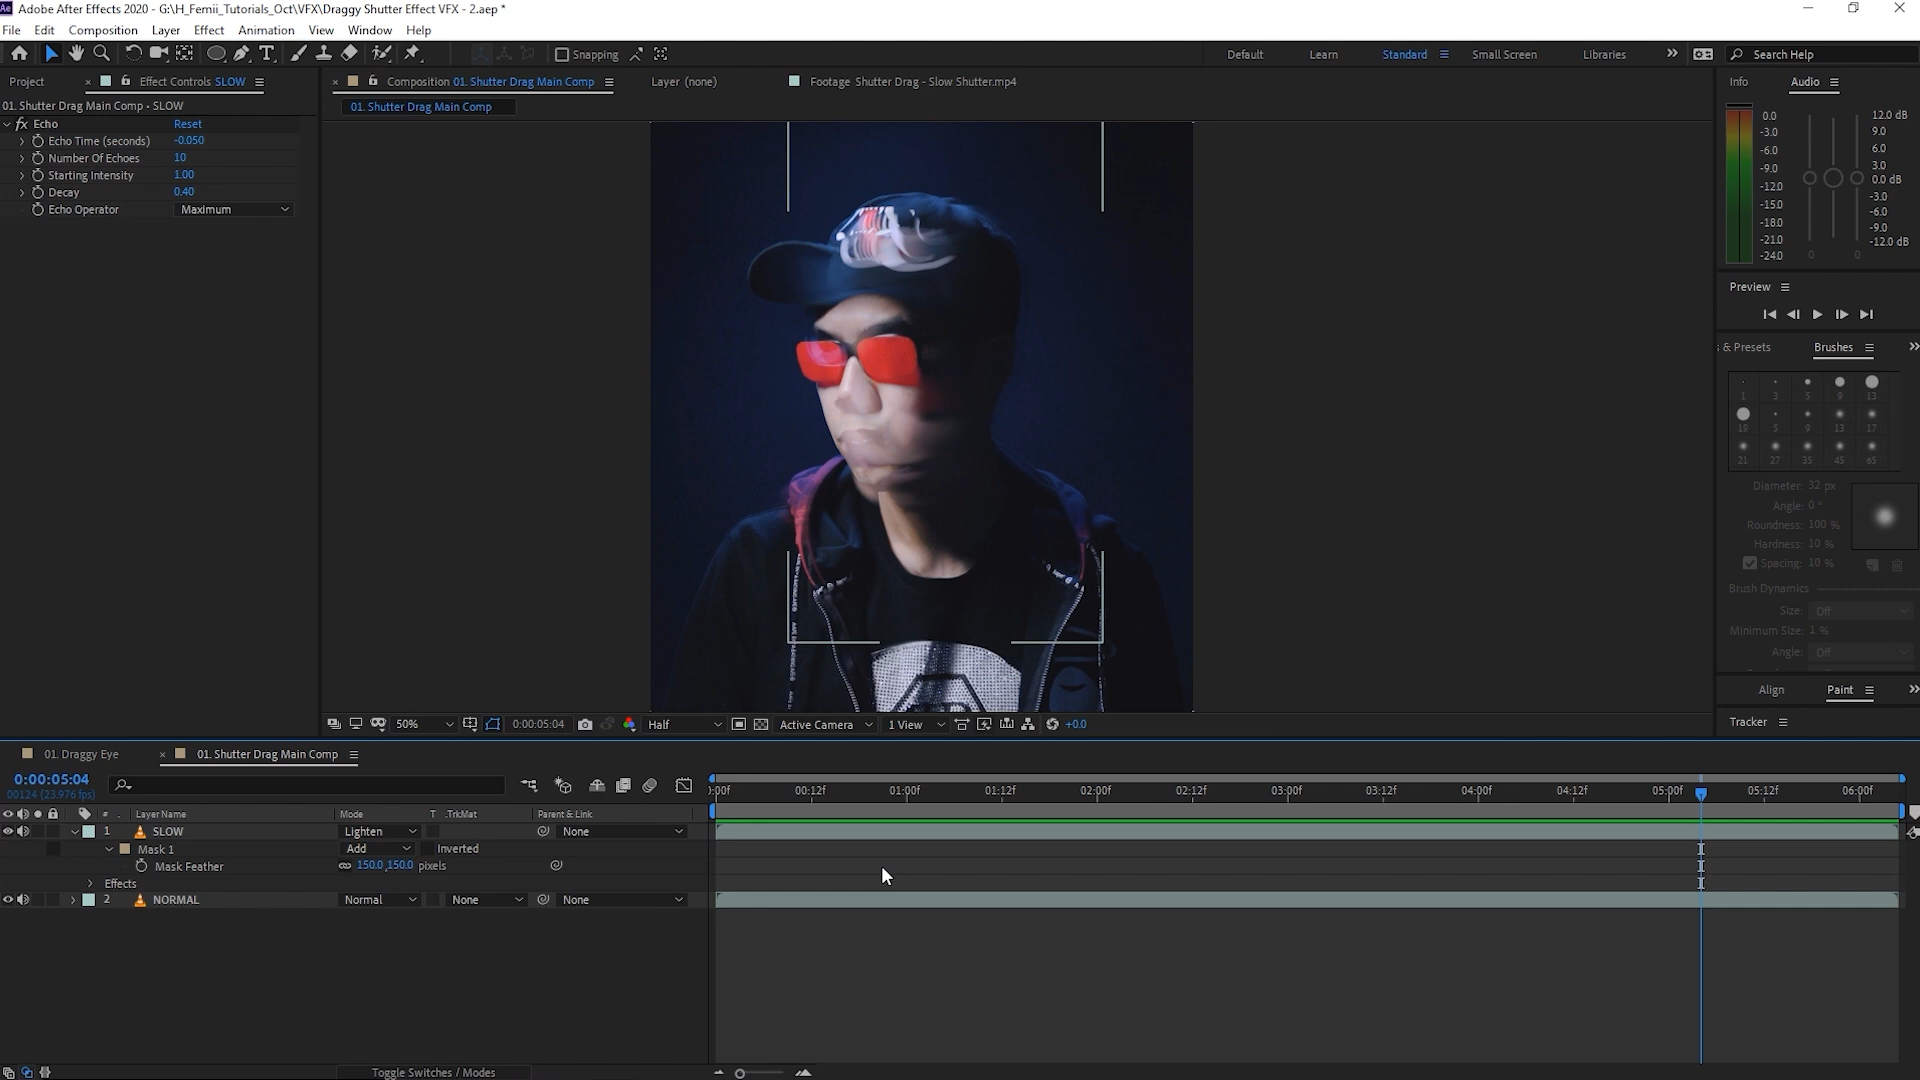 Adobe After Effects 2020 - G:\H_Femii_Tutorials_Oct\VFX\Draggy Shutter Effect VFX - 2.aep *
File Edit Composition Layer Effect Animation View Window Help
Snapping
Default Learn Standard Small Screen Libraries Search Help
Project Effect Controls SLOW
Composition 01. Shutter Drag Main Comp Layer (none) Footage Shutter Drag - Slow Shutter.mp4
Info Audio
01. Shutter Drag Main Comp • SLOW
01. Shutter Drag Main Comp
fx Echo Reset
Echo Time (seconds) -0.050
Number Of Echoes 10
Starting Intensity 1.00
Decay 0.40
Echo Operator Maximum
0.0 12.0 dB
-3.0 9.0
-6.0 6.0
-9.0 3.0
-12.0 0.0 dB
-15.0 -3.0
-18.0 -6.0
-21.0 -9.0
-24.0 -12.0 dB
0 0
Preview
& Presets Brushes
1 3 5 9 13
19 5 9 13 17
21 27 35 45 65
Diameter: 32 px
Angle: 0 °
Roundness: 100 %
Hardness: 10 %
Spacing: 10 %
Brush Dynamics
Size: Off
Minimum Size: 1 %
Angle: Off
Align Paint
Tracker
50% 0:00:05:04 Half Active Camera 1 View +0.0
01. Draggy Eye 01. Shutter Drag Main Comp
0:00:05:04
00124 (23.976 fps)
:00f 00:12f 01:00f 01:12f 02:00f 02:12f 03:00f 03:12f 04:00f 04:12f 05:00f 05:12f 06:00f
# . Layer Name Mode T .TrkMat Parent & Link
1 SLOW Lighten None
Mask 1 Add Inverted
Mask Feather 150.0,150.0 pixels
Effects
2 NORMAL Normal None None
Toggle Switches / Modes